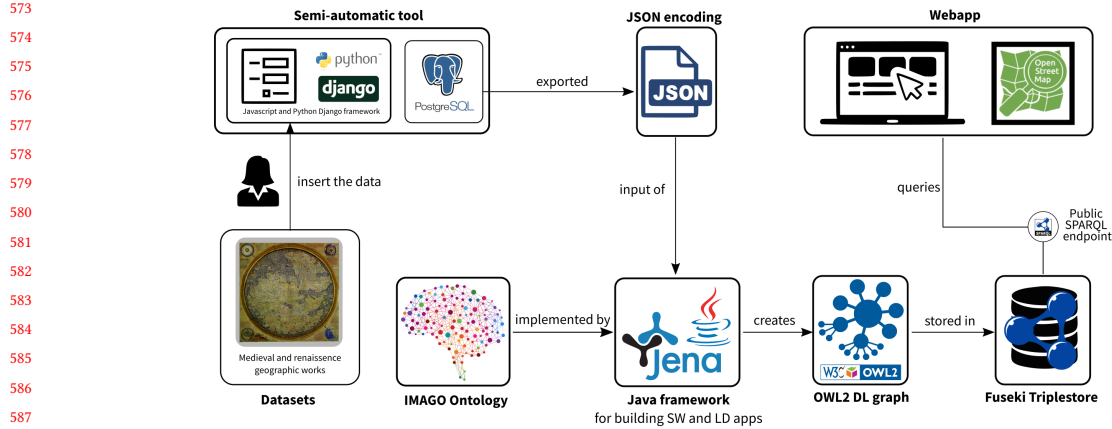 573
574
575
576
577
578
579
580
581
582
583
584
585
586
587
Semi-automatic tool
python
django
Javascript and Python Django framework
PostgreSQL
exported
JSON encoding
JSON
Webapp
Open
Street
Map
insert the data
input of
queries
Public
SPARQL
endpoint
SPARQL
Medieval and renaissence
geographic works
Datasets
IMAGO Ontology
implemented by
Jena
Java
Java framework
for building SW and LD apps
creates
W3C OWL2
OWL2 DL graph
stored in
Fuseki Triplestore